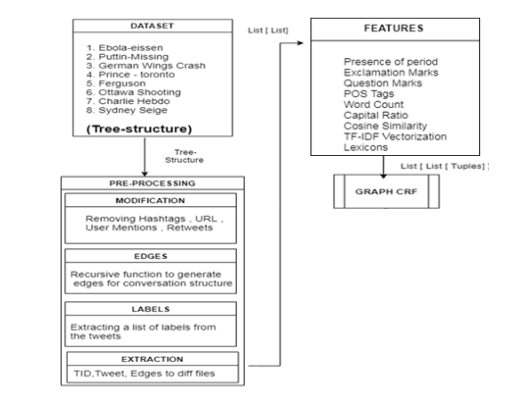 DATASET
1. Ebola-eissen
2. Puttin-Missing
3. German Wings Crash
4. Prince - toronto
5. Ferguson
6. Ottawa Shooting
7. Charlie Hebdo
8. Sydney Seige
(Tree-structure)
Tree-
Structure
PRE-PROCESSING
MODIFICATION
Removing Hashtags , URL ,
User Mentions , Retweets
EDGES
Recursive function to generate
edges for conversation structure
LABELS
Extracting a list of labels from
the tweets
EXTRACTION
TID,Tweet, Edges to diff files
List [ List]
FEATURES
Presence of period
Exclamation Marks
Question Marks
POS Tags
Word Count
Capital Ratio
Cosine Similarity
TF-IDF Vectorization
Lexicons
List [ List [ Tuples] ]
GRAPH CRF